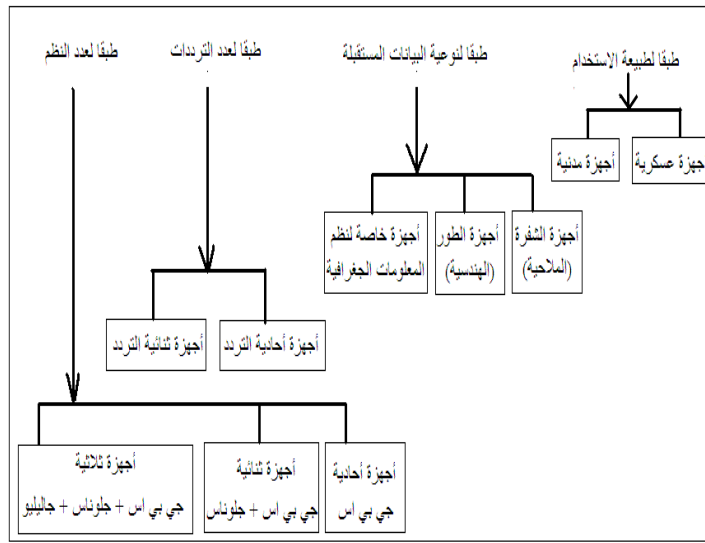 طبقا لطبيعة الاستخدام
طبقا لنوعية البيانات المستقبلة
طبقا لعدد الترددات
طبقا لعدد النظم
جهزة عسكرية
أجهزة مدنية
أجهزة الشفرة
(الملاحية)
أجهزة الطور
(الهندسية)
أجهزة خاصة لنظم
المعلومات الجغرافية
أجهزة أحادية التردد
أجهزة ثنائية التردد
أجهزة أحادية
جي بي اس
أجهزة ثنائية
جي بي اس + جلوناس
أجهزة ثلاثية
جي بي اس + جلوناس + جاليليو